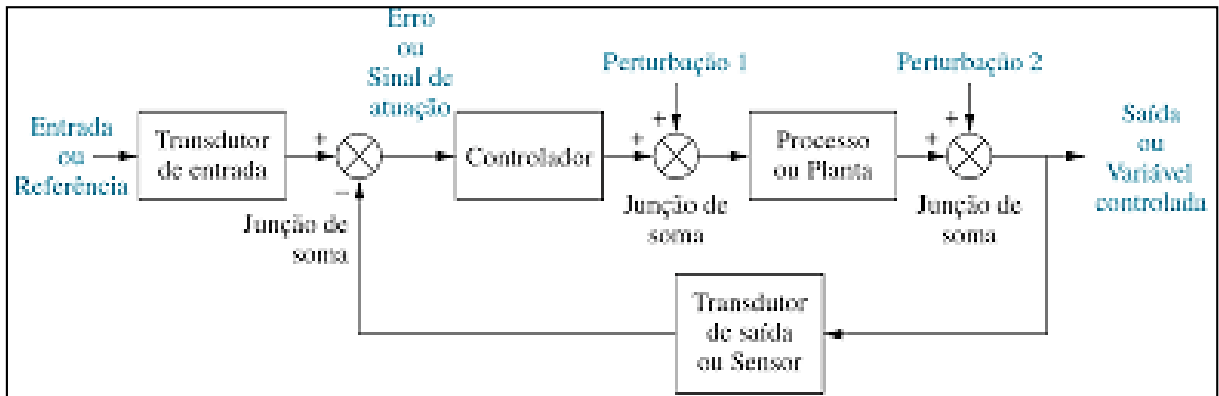 Erro
ou
Sinal de
atuação
Perturbação 1
Perturbação 2
Entrada
ou
Referência
Transdutor
de entrada
+
−
Junção de
soma
Controlador
+
+
Junção de
soma
Processo
ou Planta
+
+
Junção de
soma
Saída
ou
Variável
controlada
Transdutor
de saída
ou Sensor